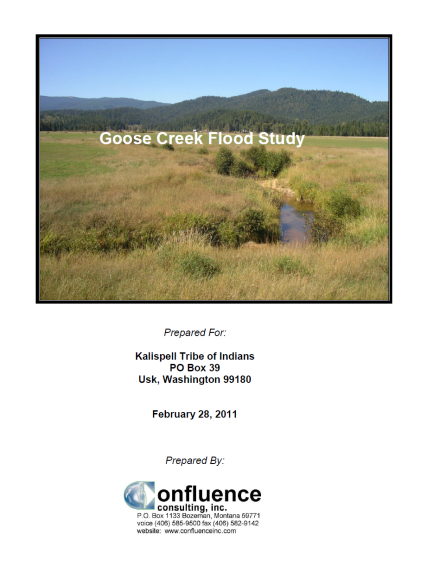 Goose Creek Flood Study
Prepared For:
Kalispell Tribe of Indians
PO Box 39
Usk, Washington 99180
February 28, 2011
Prepared By:
Confluence
consulting, inc.
P.O. Box 1133 Bozeman, Montana 59771
voice (406) 585-9500 fax (406) 582-9142
website: www.confluenceinc.com